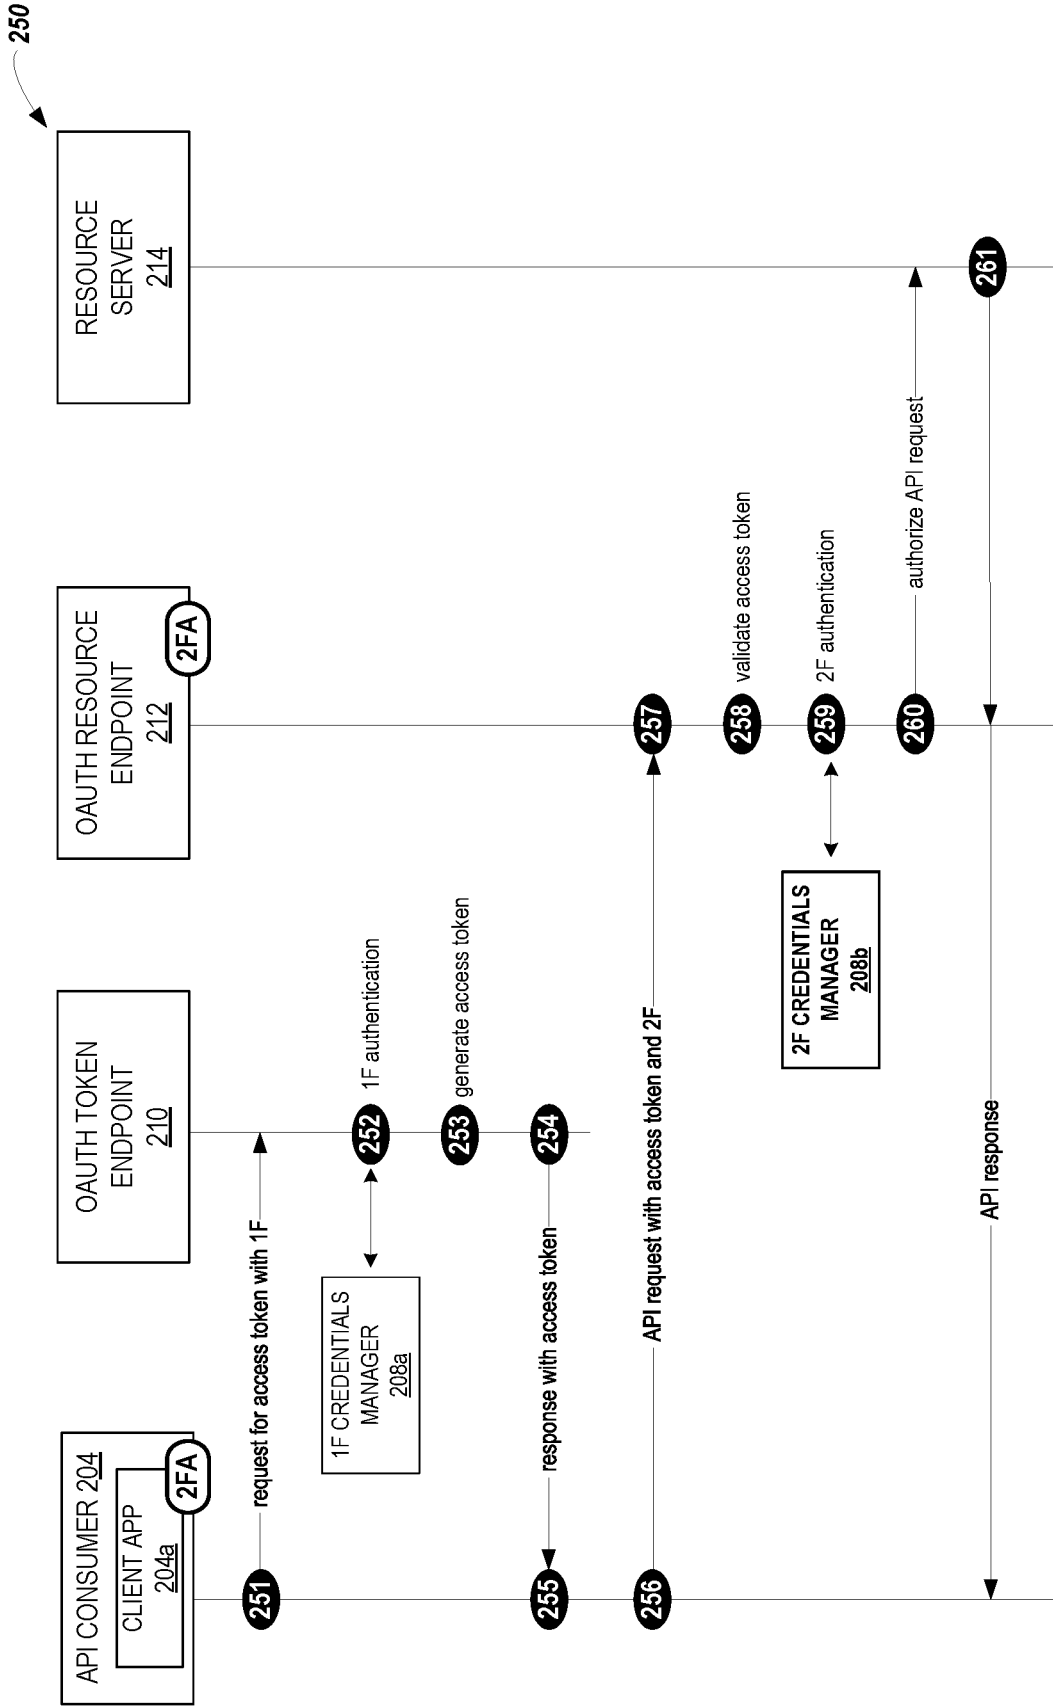 250
API CONSUMER 204
CLIENT APP
204a
2FA
OAUTH TOKEN
ENDPOINT
210
OAUTH RESOURCE
ENDPOINT
212
2FA
RESOURCE
SERVER
214
251
request for access token with 1F
1F CREDENTIALS
MANAGER
208a
252
1F authentication
253
generate access token
255
response with access token
254
256
API request with access token and 2F
257
258
validate access token
2F CREDENTIALS
MANAGER
208b
259
2F authentication
260
authorize API request
API response
261